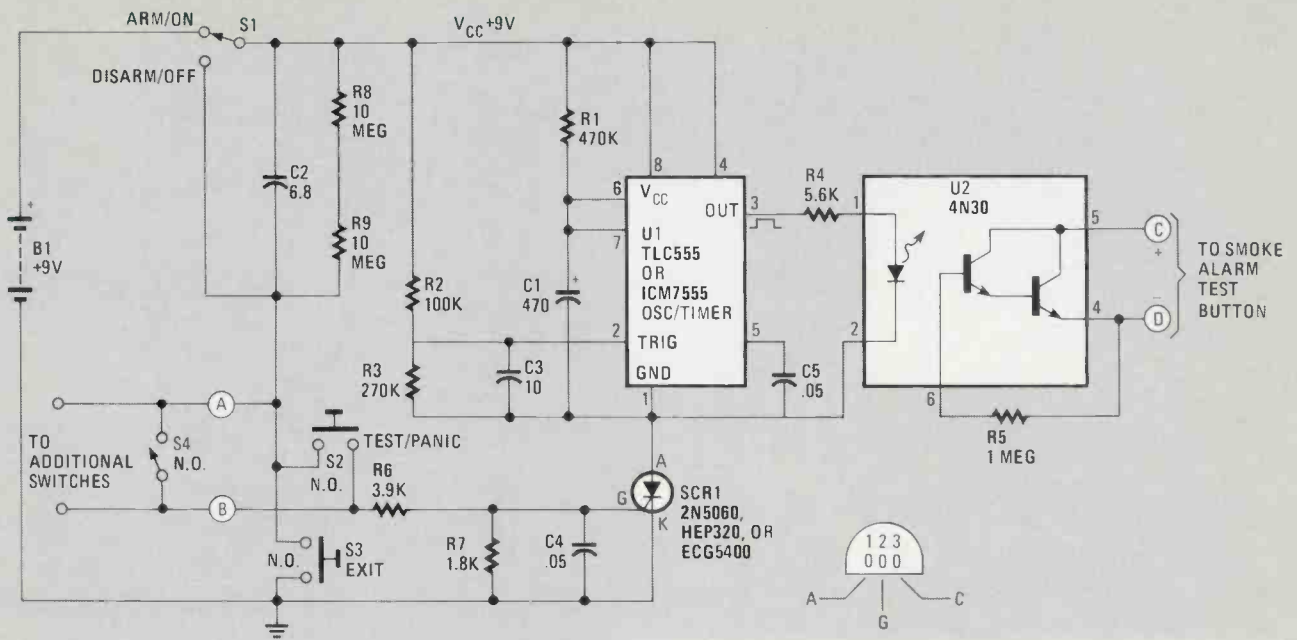 ARM/ON
S1
VCC+9V
DISARM/OFF
R8
10
MEG
R1
470K
C2
6.8
8
4
R4
5.6K
U2
4N30
6
VCC
OUT
3
1
5
C
+
B1
+9V
+
R9
10
MEG
7
U1
TLC555
OR
ICM7555
OSC/TIMER
R2
100K
C1
470
+
TO SMOKE
ALARM
TEST
BUTTON
4
−
D
2
TRIG
5
2
R3
270K
C3
10
GND
C5
.05
6
1
R5
1 MEG
A
TO
ADDITIONAL
SWITCHES
S4
N.O.
TEST/PANIC
S2
N.O.
R6
3.9K
A
G
K
SCR1
2N5060,
HEP320, OR
ECG5400
B
N.O.
S3
EXIT
R7
1.8K
C4
.05
1 2 3
0 0 0
A
G
C